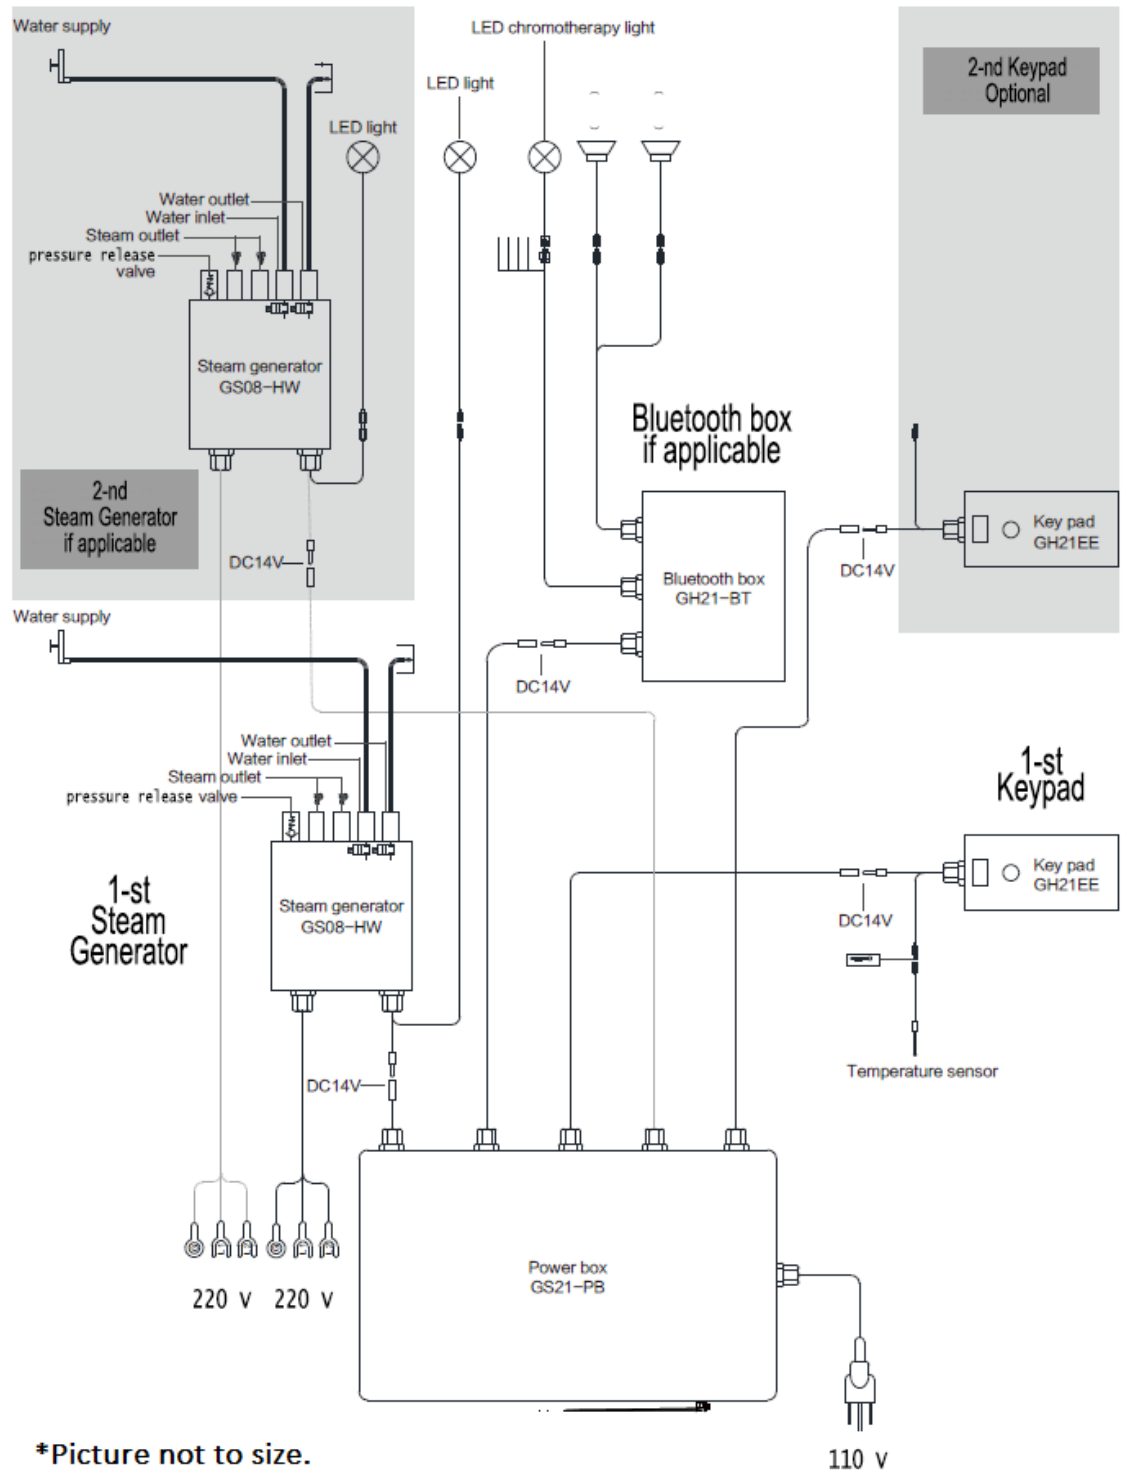 Water supply
LED light
Water outlet
Water inlet
Steam outlet
pressure release
valve
Steam generator
GS08-HW
2-nd
Steam Generator
if applicable
DC14V
LED light
LED chromotherapy light
2-nd Keypad
Optional
Bluetooth box
if applicable
Bluetooth box
GH21-BT
DC14V
Key pad
GH21EE
DC14V
Water supply
Water outlet
Water inlet
Steam outlet
pressure release valve
1-st
Steam
Generator
Steam generator
GS08-HW
DC14V
1-st
Keypad
Key pad
GH21EE
DC14V
Temperature sensor
Power box
GS21-PB
220 V
220 V
110 V
*Picture not to size.